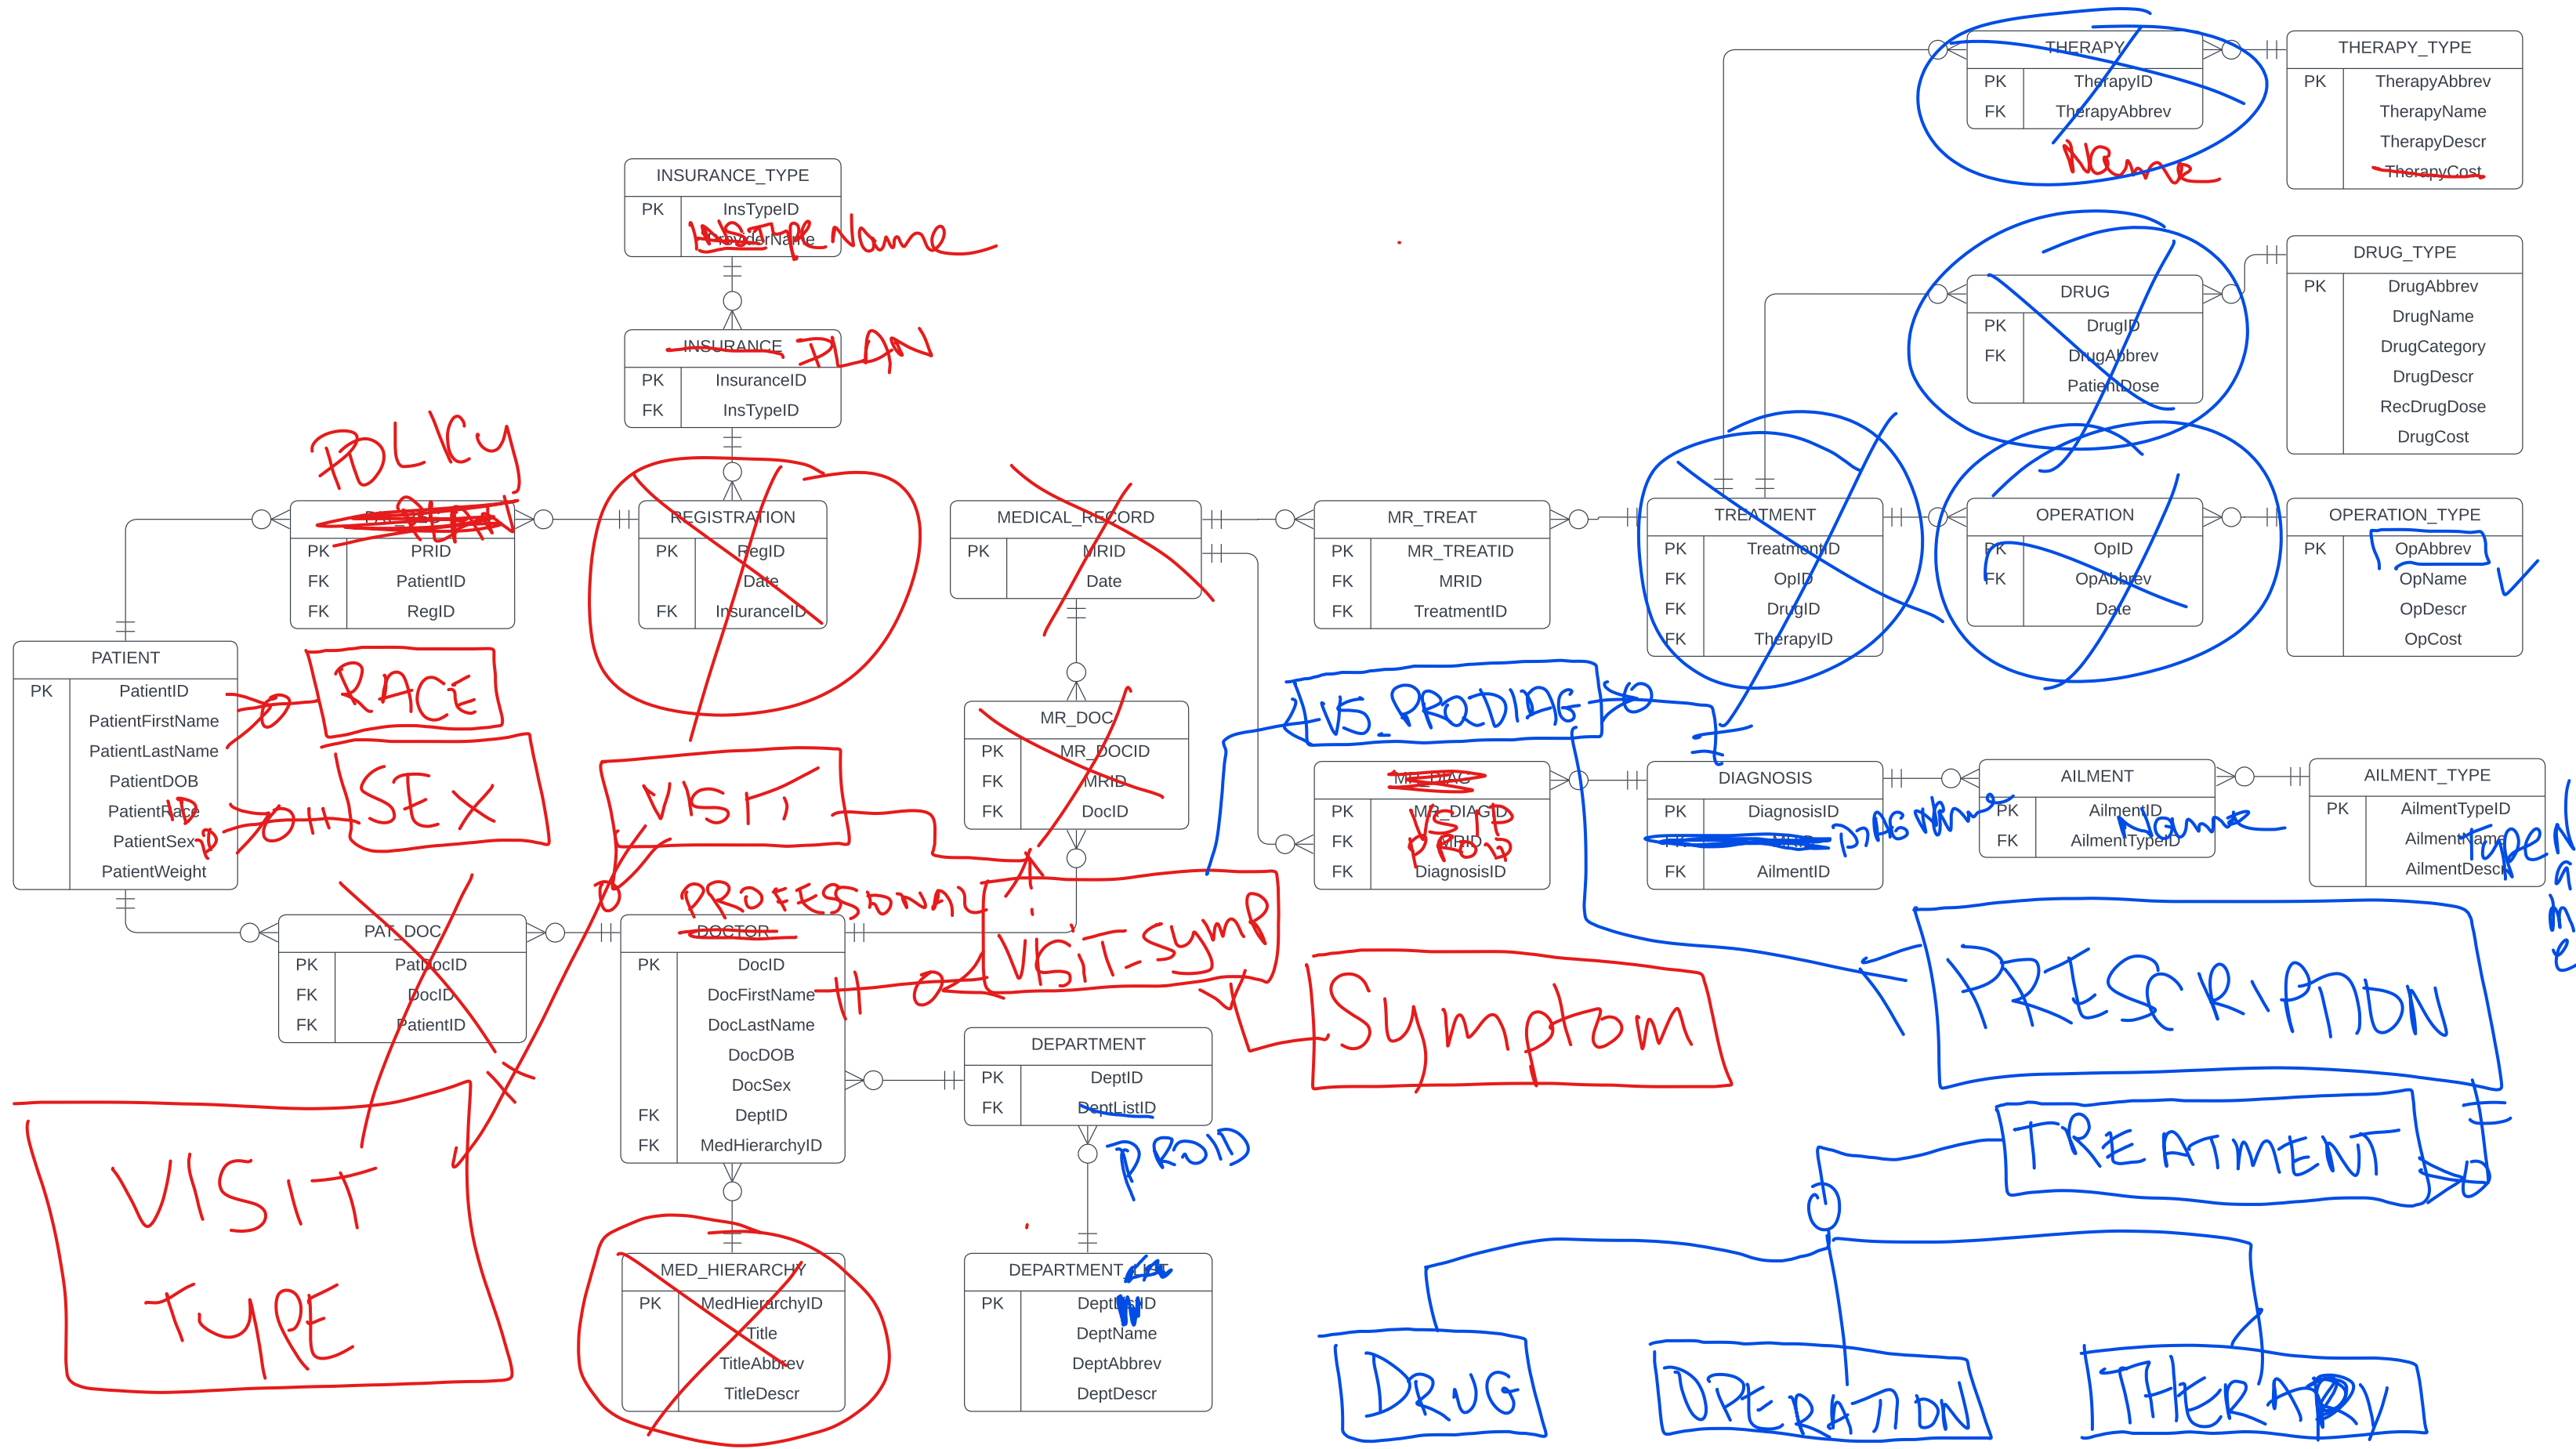 THERAPY
PK TherapyID
FK TherapyAbbrev
Name
THERAPY_TYPE
PK TherapyAbbrev
TherapyName
TherapyDescr
TherapyCost
INSURANCE_TYPE
PK InsTypeID
ProviderName
INSType Name
INSURANCE PLAN
PK InsuranceID
FK InsTypeID
DRUG
PK DrugID
FK DrugAbbrev
PatientDose
DRUG_TYPE
PK DrugAbbrev
DrugName
DrugCategory
DrugDescr
RecDrugDose
DrugCost
POLICY
PLAN
PK PRID
FK PatientID
FK RegID
REGISTRATION
PK RegID
Date
FK InsuranceID
MEDICAL_RECORD
PK MRID
Date
MR_TREAT
PK MR_TREATID
FK MRID
FK TreatmentID
TREATMENT
PK TreatmentID
FK OpID
FK DrugID
FK TherapyID
OPERATION
PK OpID
FK OpAbbrev
Date
OPERATION_TYPE
PK OpAbbrev
OpName
OpDescr
OpCost
PATIENT
PK PatientID
PatientFirstName
PatientLastName
PatientDOB
PatientRace
ID
PatientSex
ID
PatientWeight
RACE
SEX
VISIT
MR_DOC
PK MR_DOCID
FK MRID
FK DocID
VS_PRODIAG
MR_DIAG
PK MR_DIAGID
VSID
FK MRID
PROID
FK DiagnosisID
DIAGNOSIS
PK DiagnosisID
FK MRID
DIAGNAME
FK AilmentID
AILMENT
PK AilmentID
FK AilmentTypeID
Name
AILMENT_TYPE
PK AilmentTypeID
AilmentName
Type Name
AilmentDescr
PAT_DOC
PK PatDocID
FK DocID
FK PatientID
PROFESSIONAL
DOCTOR
PK DocID
DocFirstName
DocLastName
DocDOB
DocSex
FK DeptID
FK MedHierarchyID
VISIT-SYMP
Symptom
PRESCRIPTION
DEPARTMENT
PK DeptID
FK DeptListID
PROID
TREATMENT
VISIT
TYPE
MED_HIERARCHY
PK MedHierarchyID
Title
TitleAbbrev
TitleDescr
DEPARTMENT_LIST
PK DeptListID
DeptName
DeptAbbrev
DeptDescr
DRUG
OPERATION
THERAPY